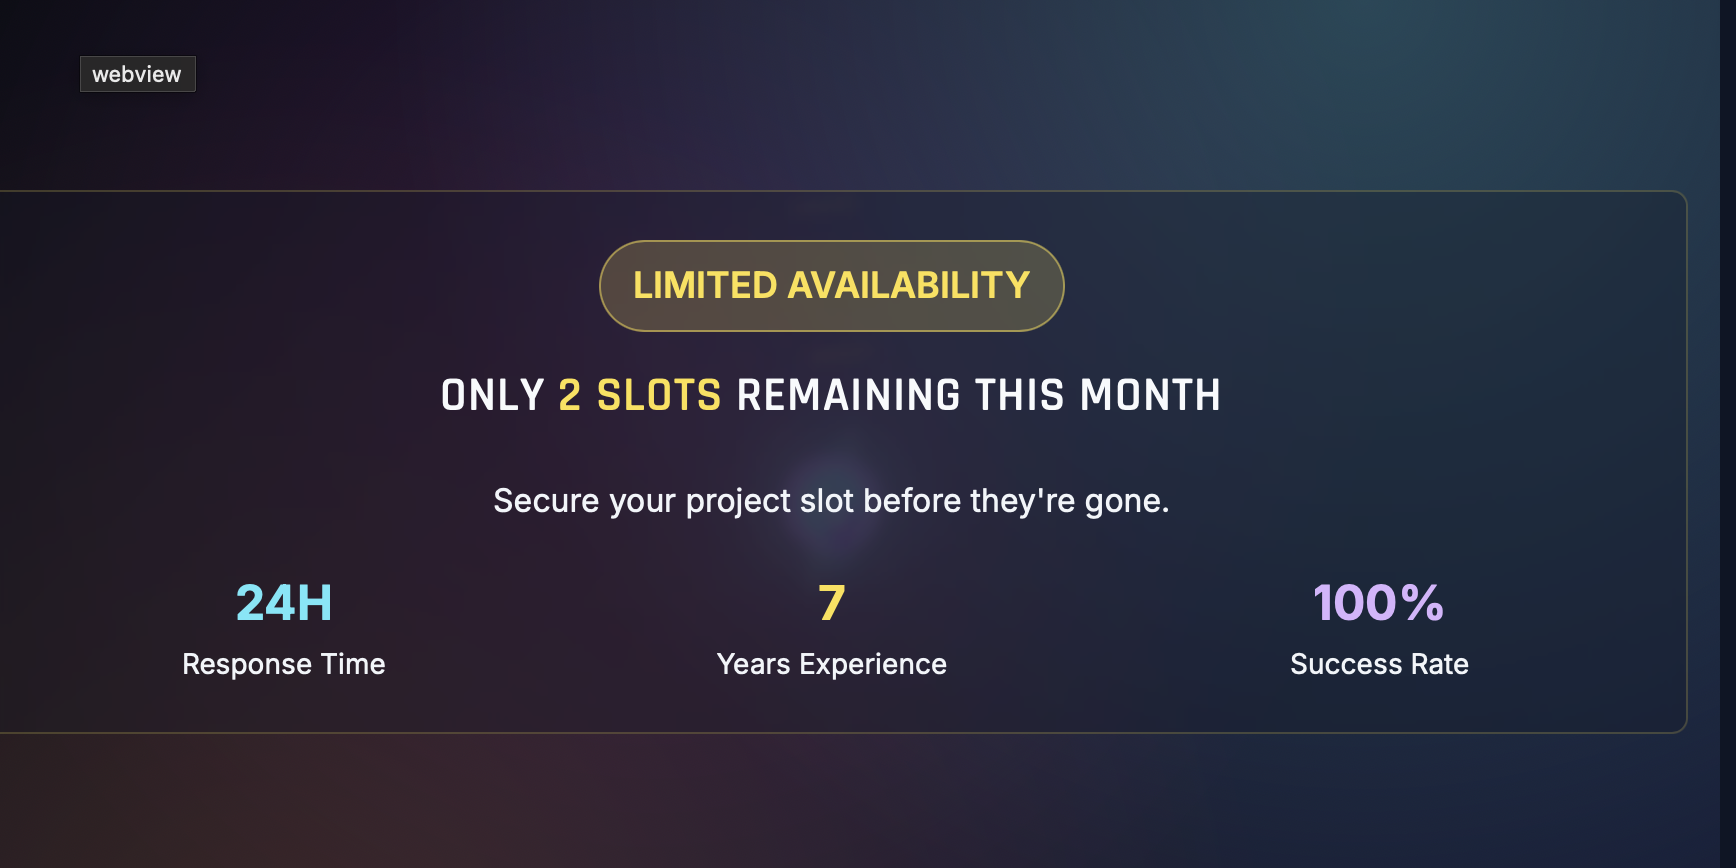 webview
LIMITED AVAILABILITY
ONLY 2 SLOTS REMAINING THIS MONTH
Secure your project slot before they're gone.
24H
Response Time
7
Years Experience
100%
Success Rate